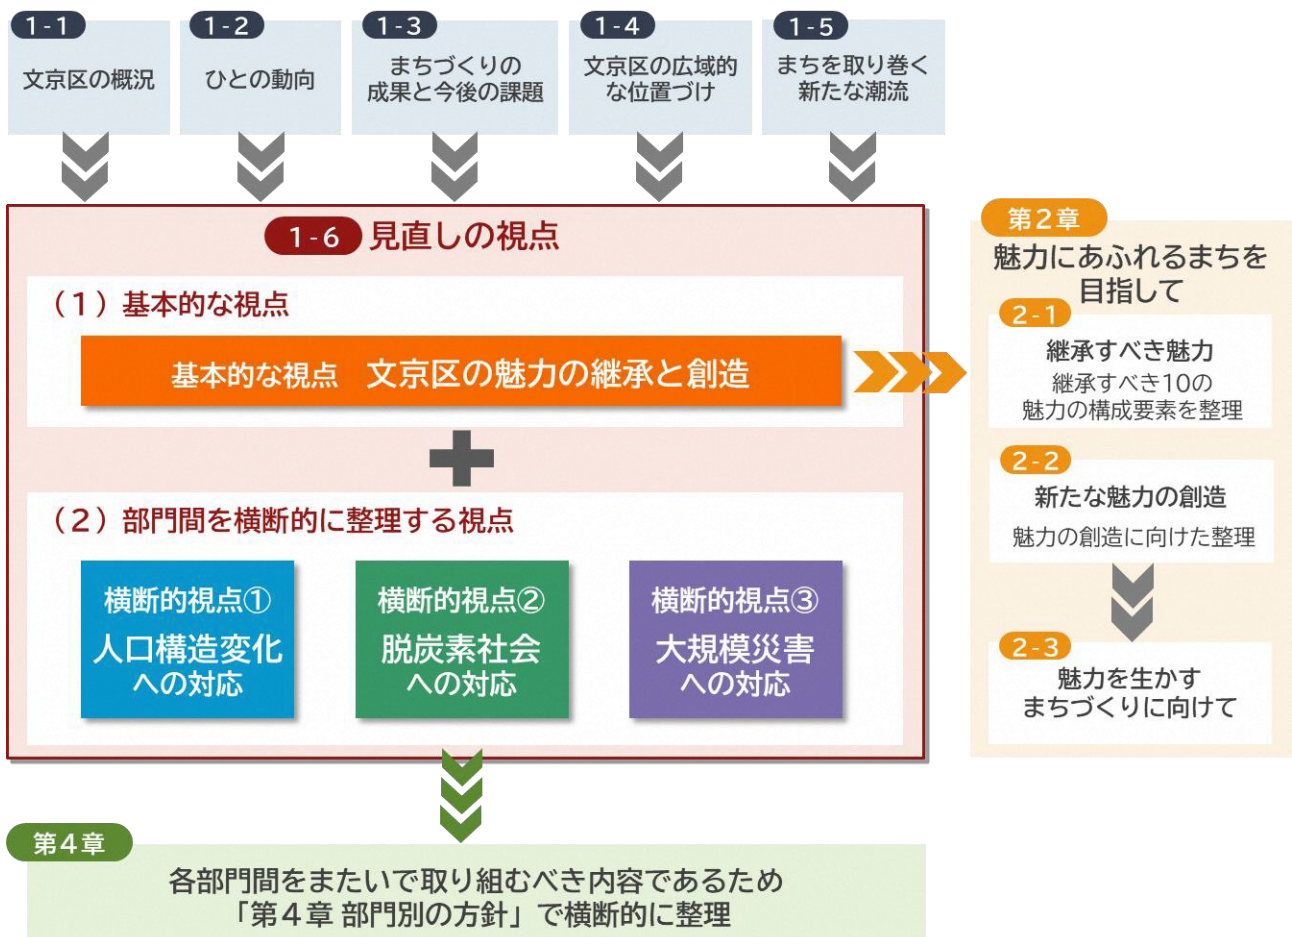 1-1
文京区の概況
1-2
ひとの動向
1-3
まちづくりの
成果と今後の課題
1-4
文京区の広域的
な位置づけ
1-5
まちを取り巻く
新たな潮流
1-6 見直しの視点
（1）基本的な視点
基本的な視点 文京区の魅力の継承と創造
（2）部門間を横断的に整理する視点
横断的視点①
人口構造変化
への対応
横断的視点②
脱炭素社会
への対応
横断的視点③
大規模災害
への対応
第2章
魅力にあふれるまちを
目指して
2-1
継承すべき魅力
継承すべき10の
魅力の構成要素を整理
2-2
新たな魅力の創造
魅力の創造に向けた整理
2-3
魅力を生かす
まちづくりに向けて
第4章
各部門間をまたいで取り組むべき内容であるため
「第4章 部門別の方針」で横断的に整理